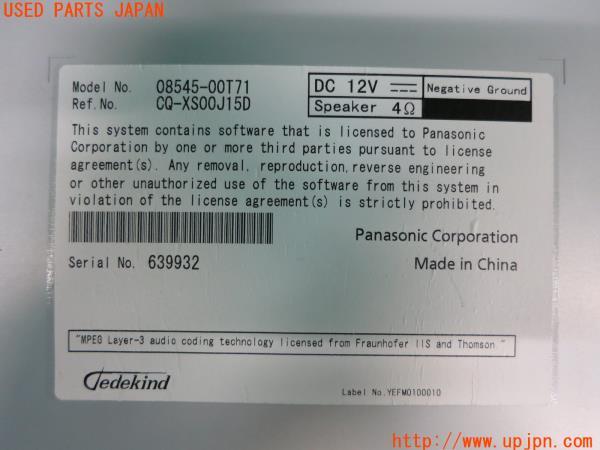 USED PARTS JAPAN
Model No. 08545-00T71
Ref.No. CQ-XS00J15D
DC 12V
Negative Ground
Speaker 4Ω
This system contains software that is licensed to Panasonic
Corporation by one or more third parties pursuant to license
agreement(s). Any removal, reproduction,reverse engineering
or other unauthorized use of the software from this system in
violation of the license agreement(s) is strictly prohibited.
Panasonic Corporation
Serial No. 639932
Made in China
"MPEG Layer-3 audio coding technology licensed from Fraunhofer IIS and Thomson."
Gedekind
Label No.YEFM0100010
http://www.upjpn.com/